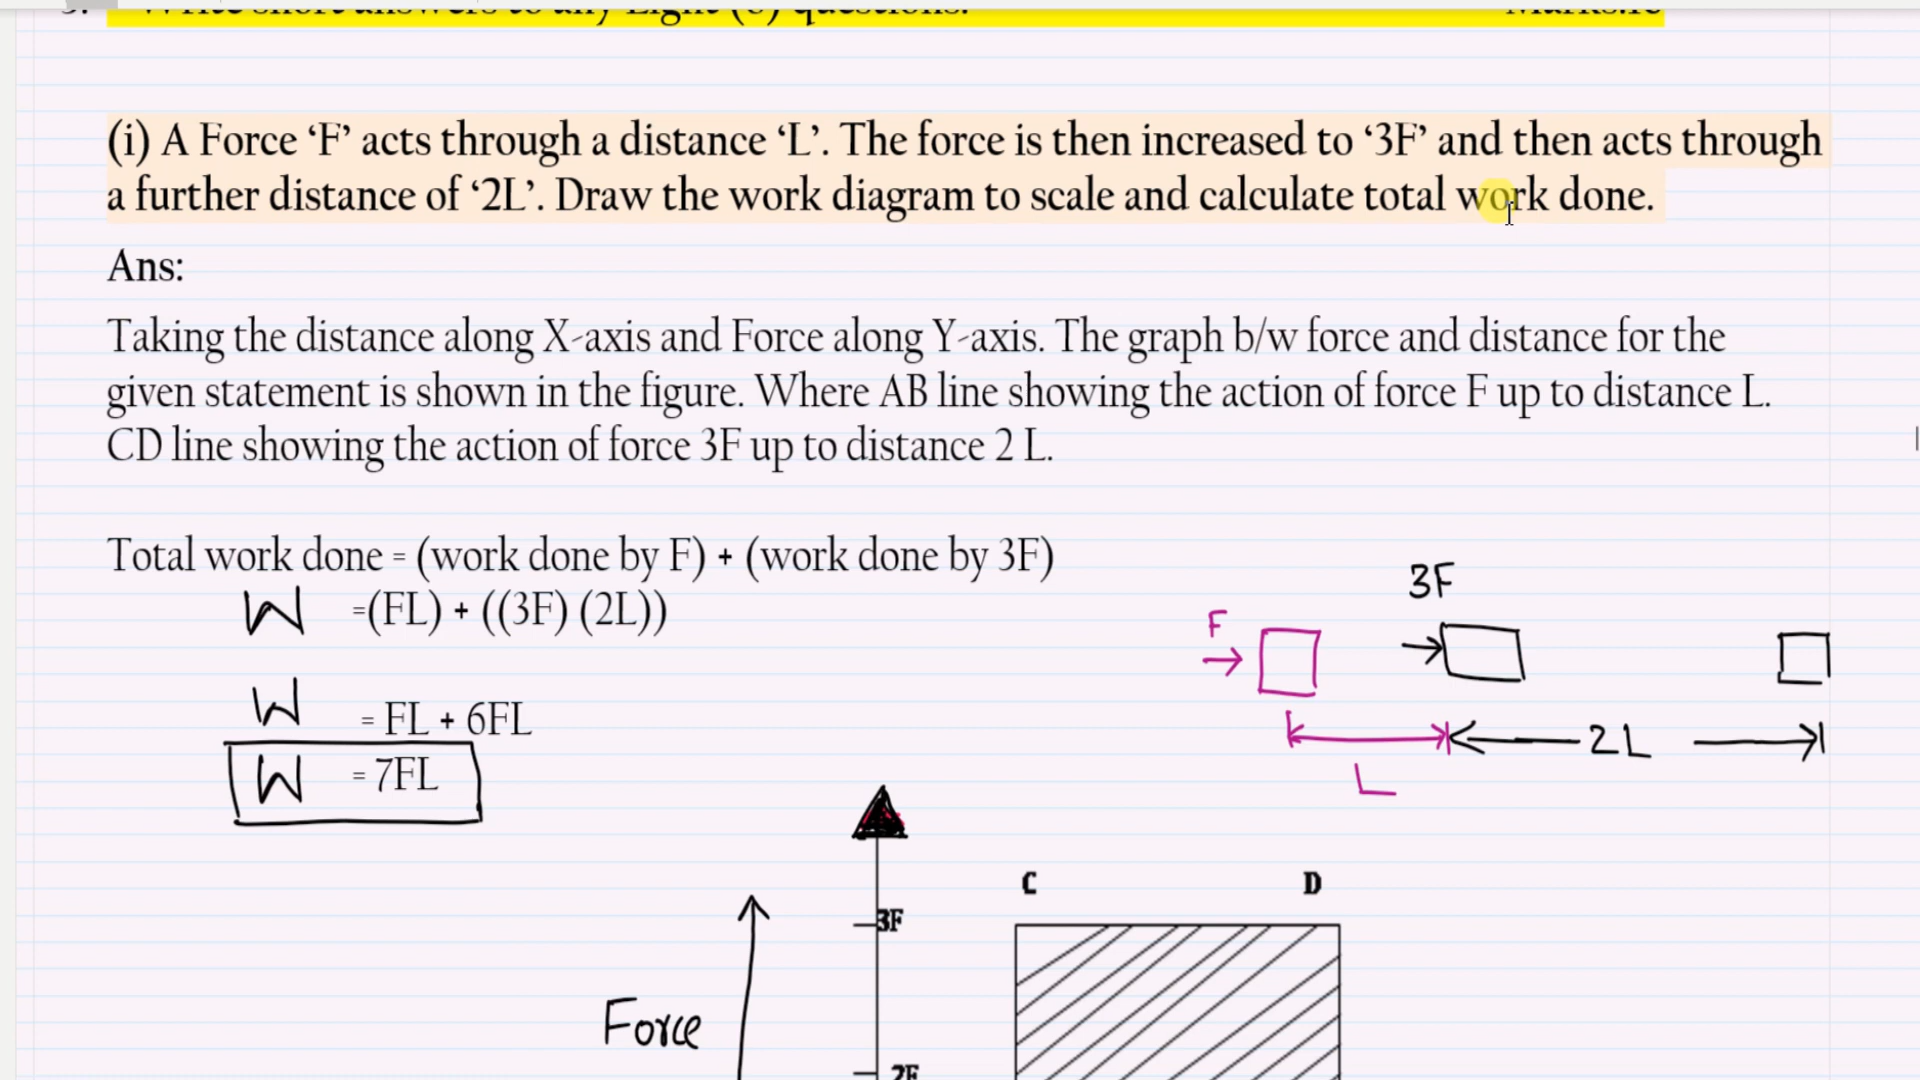 (i) A Force ‘F’ acts through a distance ‘L’. The force is then increased to ‘3F’ and then acts through
a further distance of ‘2L’. Draw the work diagram to scale and calculate total work done.
Ans:
Taking the distance along X-axis and Force along Y-axis. The graph b/w force and distance for the
given statement is shown in the figure. Where AB line showing the action of force F up to distance L.
CD line showing the action of force 3F up to distance 2 L.
Total work done = (work done by F) + (work done by 3F)
W =(FL) + ((3F) (2L))
W = FL + 6FL
W = 7FL
3F
F
2L
L
C D
3F
Force
2F